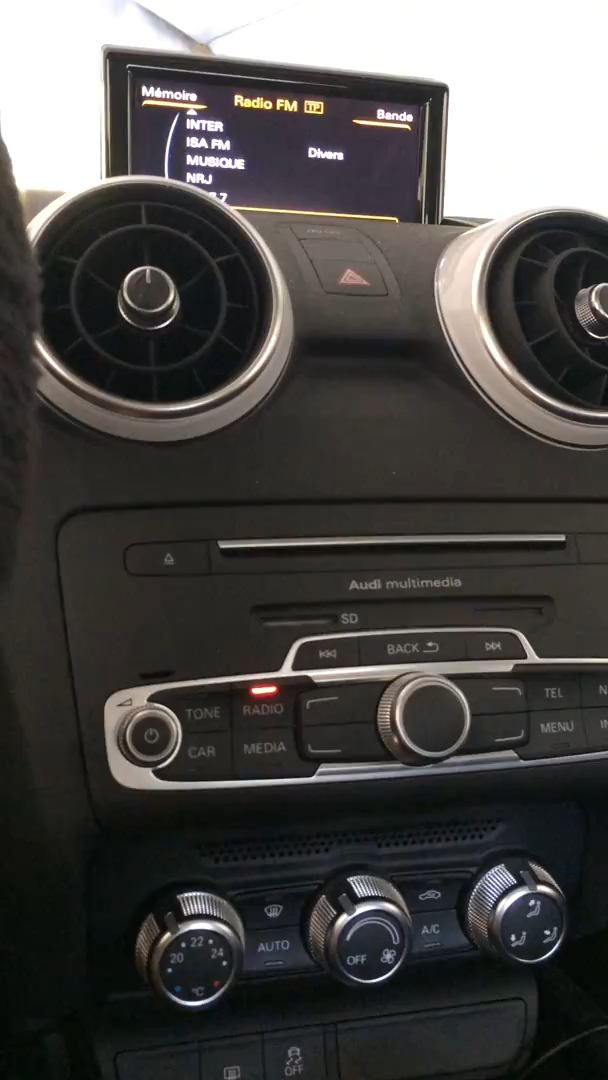 Mémoire
Radio FM TP
Bande
INTER
ISA FM
MUSIQUE
NRJ
Divers
Audi multimedia
SD
BACK
TONE
RADIO
TEL
CAR
MEDIA
MENU
22
20
24
°C
AUTO
OFF
A/C
OFF